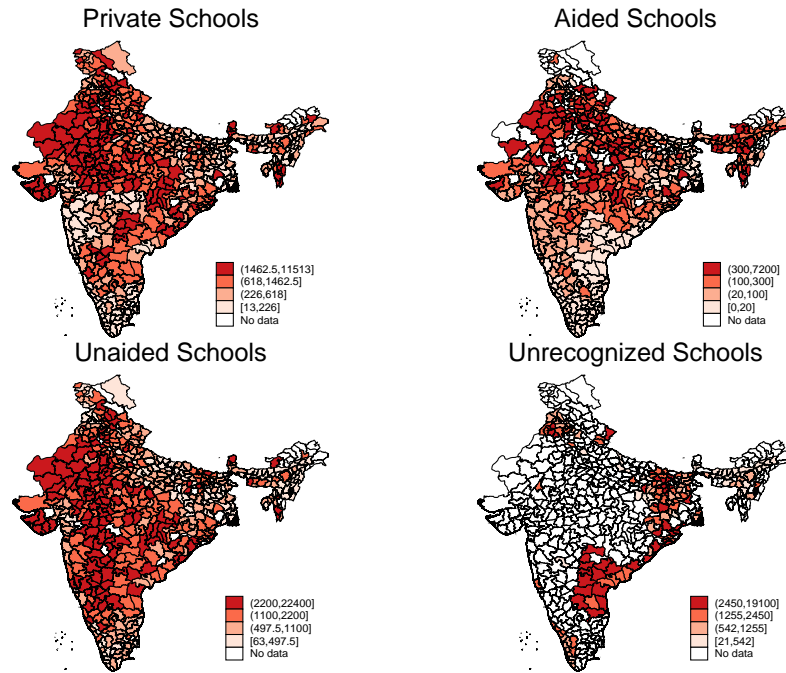 Private Schools
(1462.5,11513]
(618,1462.5]
(226,618]
[13,226]
No data
Aided Schools
(300,7200]
(100,300]
(20,100]
[0,20]
No data
Unaided Schools
(2200,22400]
(1100,2200]
(497.5,1100]
[63,497.5]
No data
Unrecognized Schools
(2450,19100]
(1255,2450]
(542,1255]
[21,542]
No data